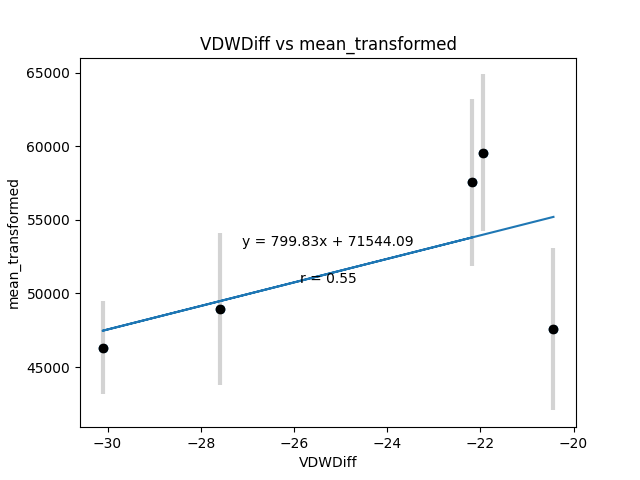 VDWDiff vs mean_transformed
65000
60000
55000
50000
45000
mean_transformed
y = 799.83x + 71544.09
r = 0.55
−30 −28 −26 −24 −22 −20
VDWDiff